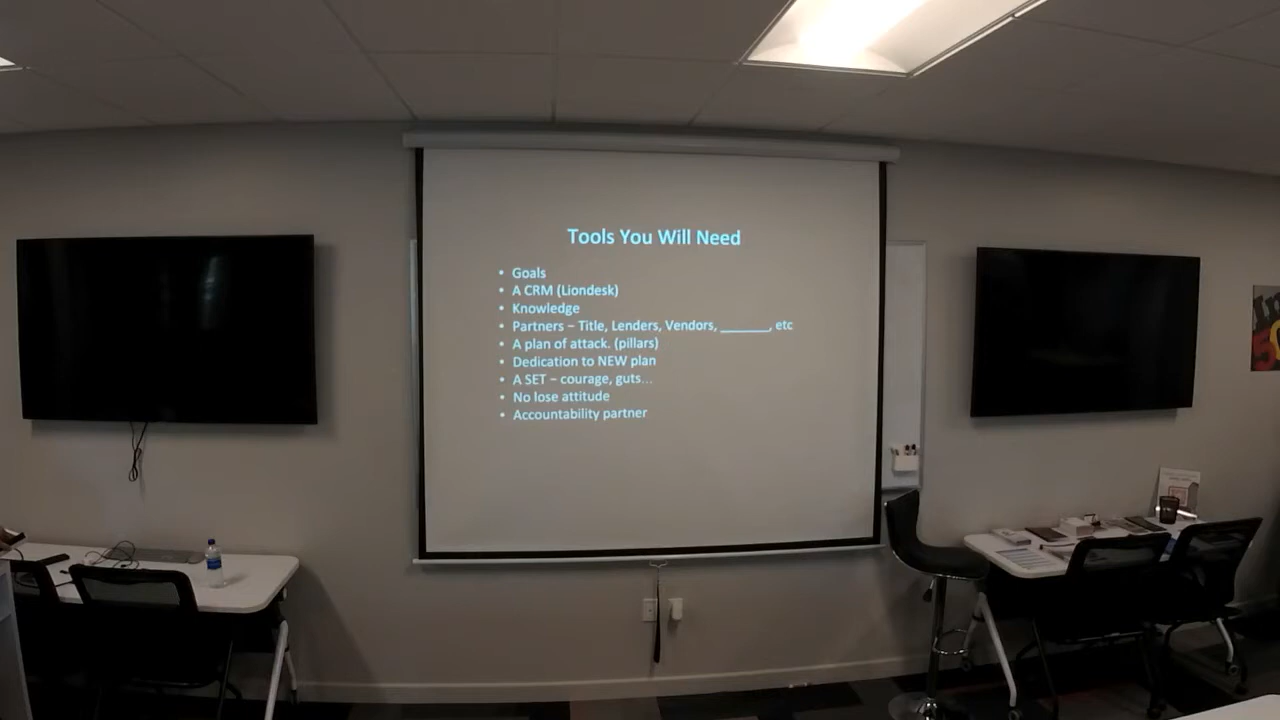 Tools You Will Need
• Goals
• A CRM (Liondesk)
• Knowledge
• Partners – Title, Lenders, Vendors, _______, etc
• A plan of attack. (pillars)
• Dedication to NEW plan
• A SET – courage, guts...
• No lose attitude
• Accountability partner